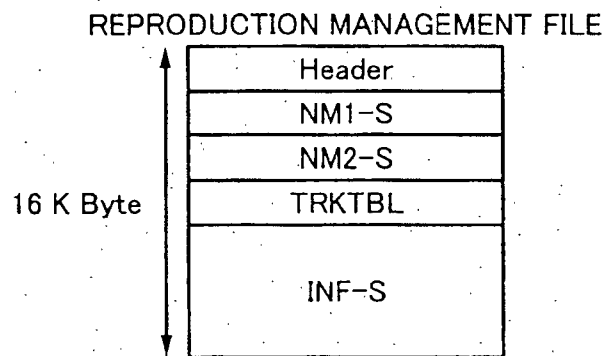 REPRODUCTION MANAGEMENT FILE
Header
NM1-S
NM2-S
16 K Byte
TRKTBL
INF-S